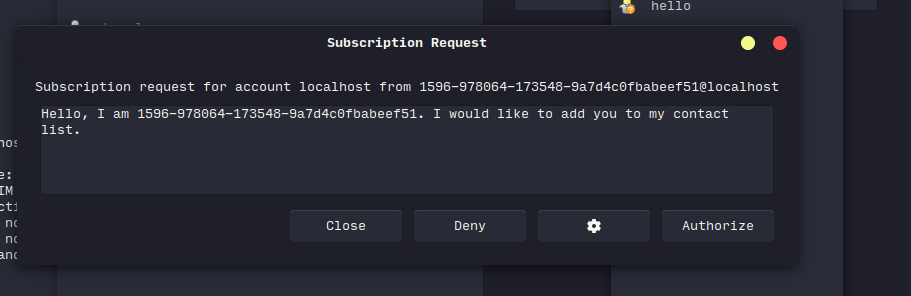 hello
Subscription Request
Subscription request for account localhost from 1596-978064-173548-9a7d4c0fbabeef51@localhost
Hello, I am 1596-978064-173548-9a7d4c0fbabeef51. I would like to add you to my contact
list.
Close
Deny
Authorize
nos
e:
IM
cti
no
no
and